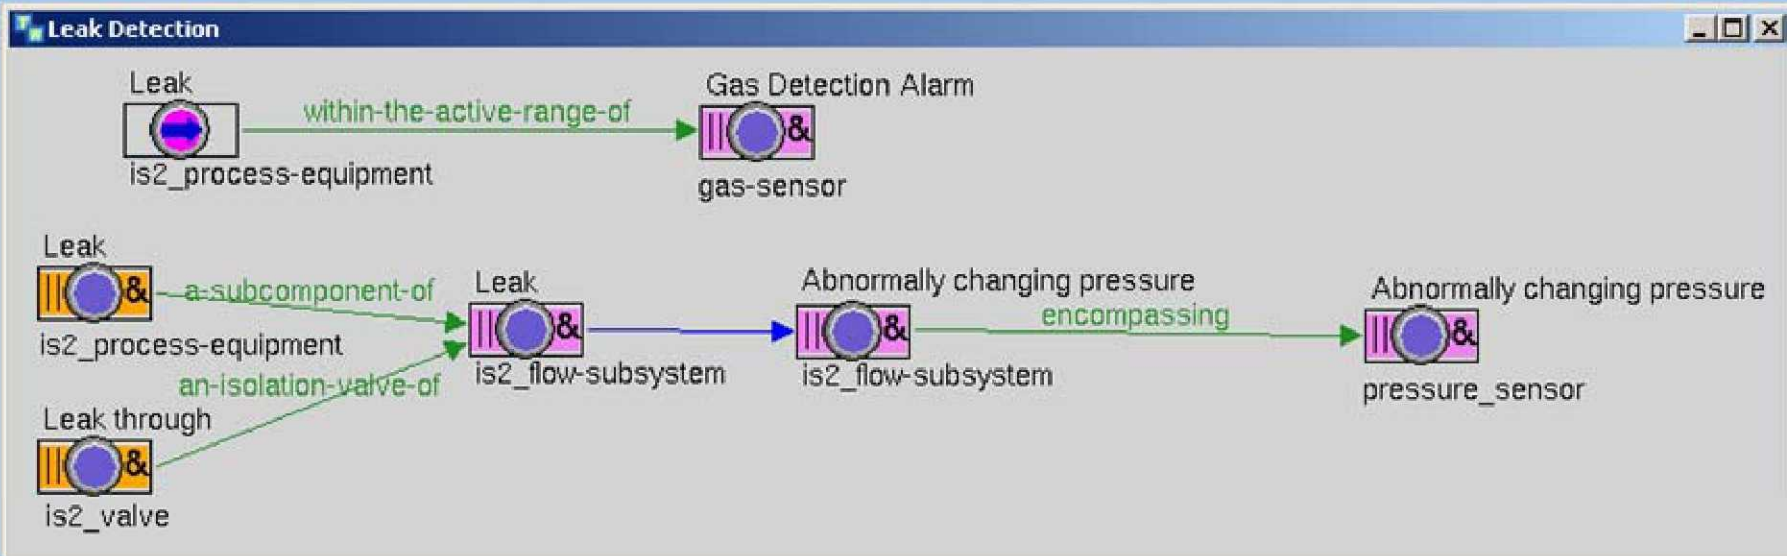 Leak Detection
Leak
within-the-active-range-of
Gas Detection Alarm
&
is2_process-equipment
gas-sensor
Leak
&
a-subcomponent-of
is2_process-equipment
Leak
&
is2_flow-subsystem
Abnormally changing pressure
&
is2_flow-subsystem
encompassing
Abnormally changing pressure
&
pressure_sensor
an-isolation-valve-of
Leak through
&
is2_valve